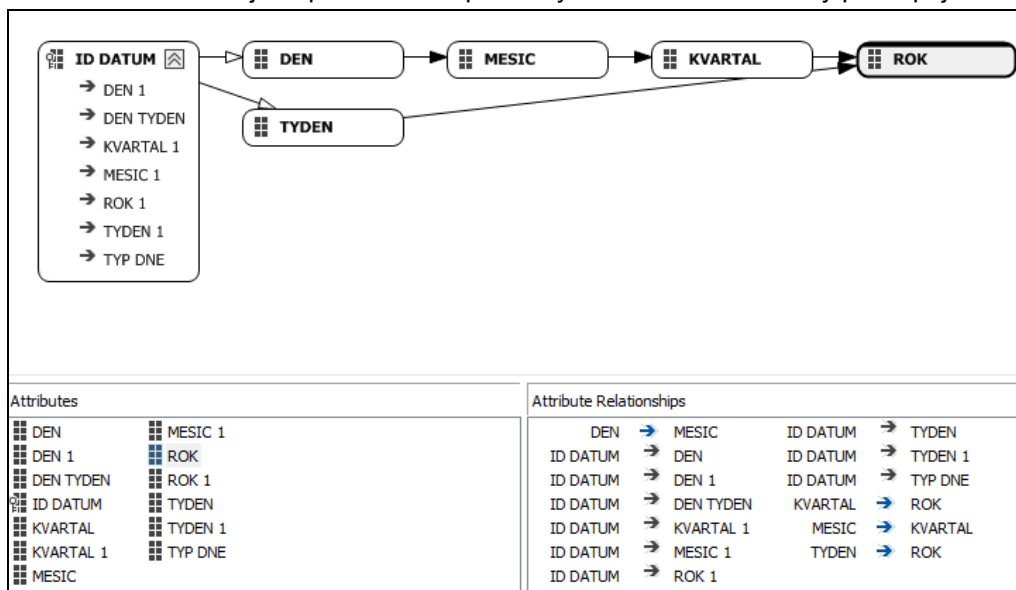 ID DATUM DEN MESIC KVARTAL ROK
DEN 1
DEN TYDEN
TYDEN
KVARTAL 1
MESIC 1
ROK 1
TYDEN 1
TYP DNE
Attributes
DEN MESIC 1
DEN 1 ROK
DEN TYDEN ROK 1
ID DATUM TYDEN
KVARTAL TYDEN 1
KVARTAL 1 TYP DNE
MESIC
Attribute Relationships
DEN → MESIC ID DATUM → TYDEN
ID DATUM → DEN ID DATUM → TYDEN 1
ID DATUM → DEN 1 ID DATUM → TYP DNE
ID DATUM → DEN TYDEN KVARTAL → ROK
ID DATUM → KVARTAL 1 MESIC → KVARTAL
ID DATUM → MESIC 1 TYDEN → ROK
ID DATUM → ROK 1